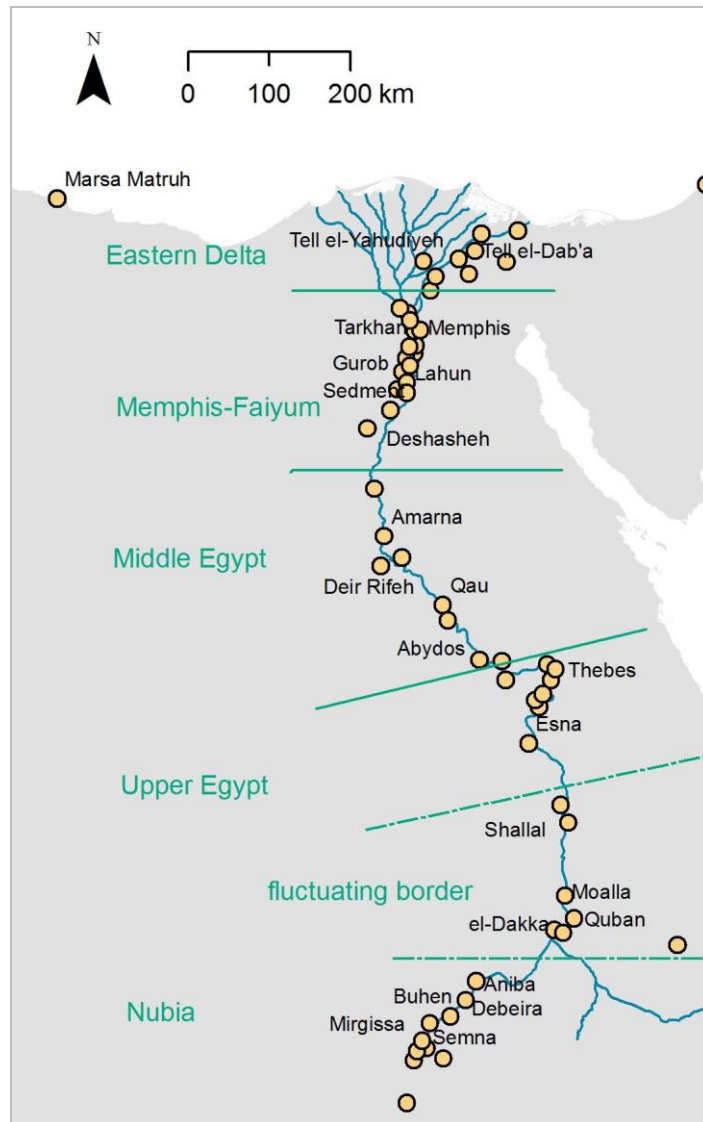 N
0 100 200 km
Marsa Matruh
Tell el-Yahudiyeh
Eastern Delta
Tell el-Dab'a
Tarkhan
Memphis
Gurob
Lahun
Sedment
Memphis-Faiyum
Deshasheh
Amarna
Middle Egypt
Deir Rifeh
Qau
Abydos
Thebes
Esna
Upper Egypt
Shallal
fluctuating border
Moalla
el-Dakka
Quban
Aniba
Buhen
Debeira
Nubia
Mirgissa
Semna